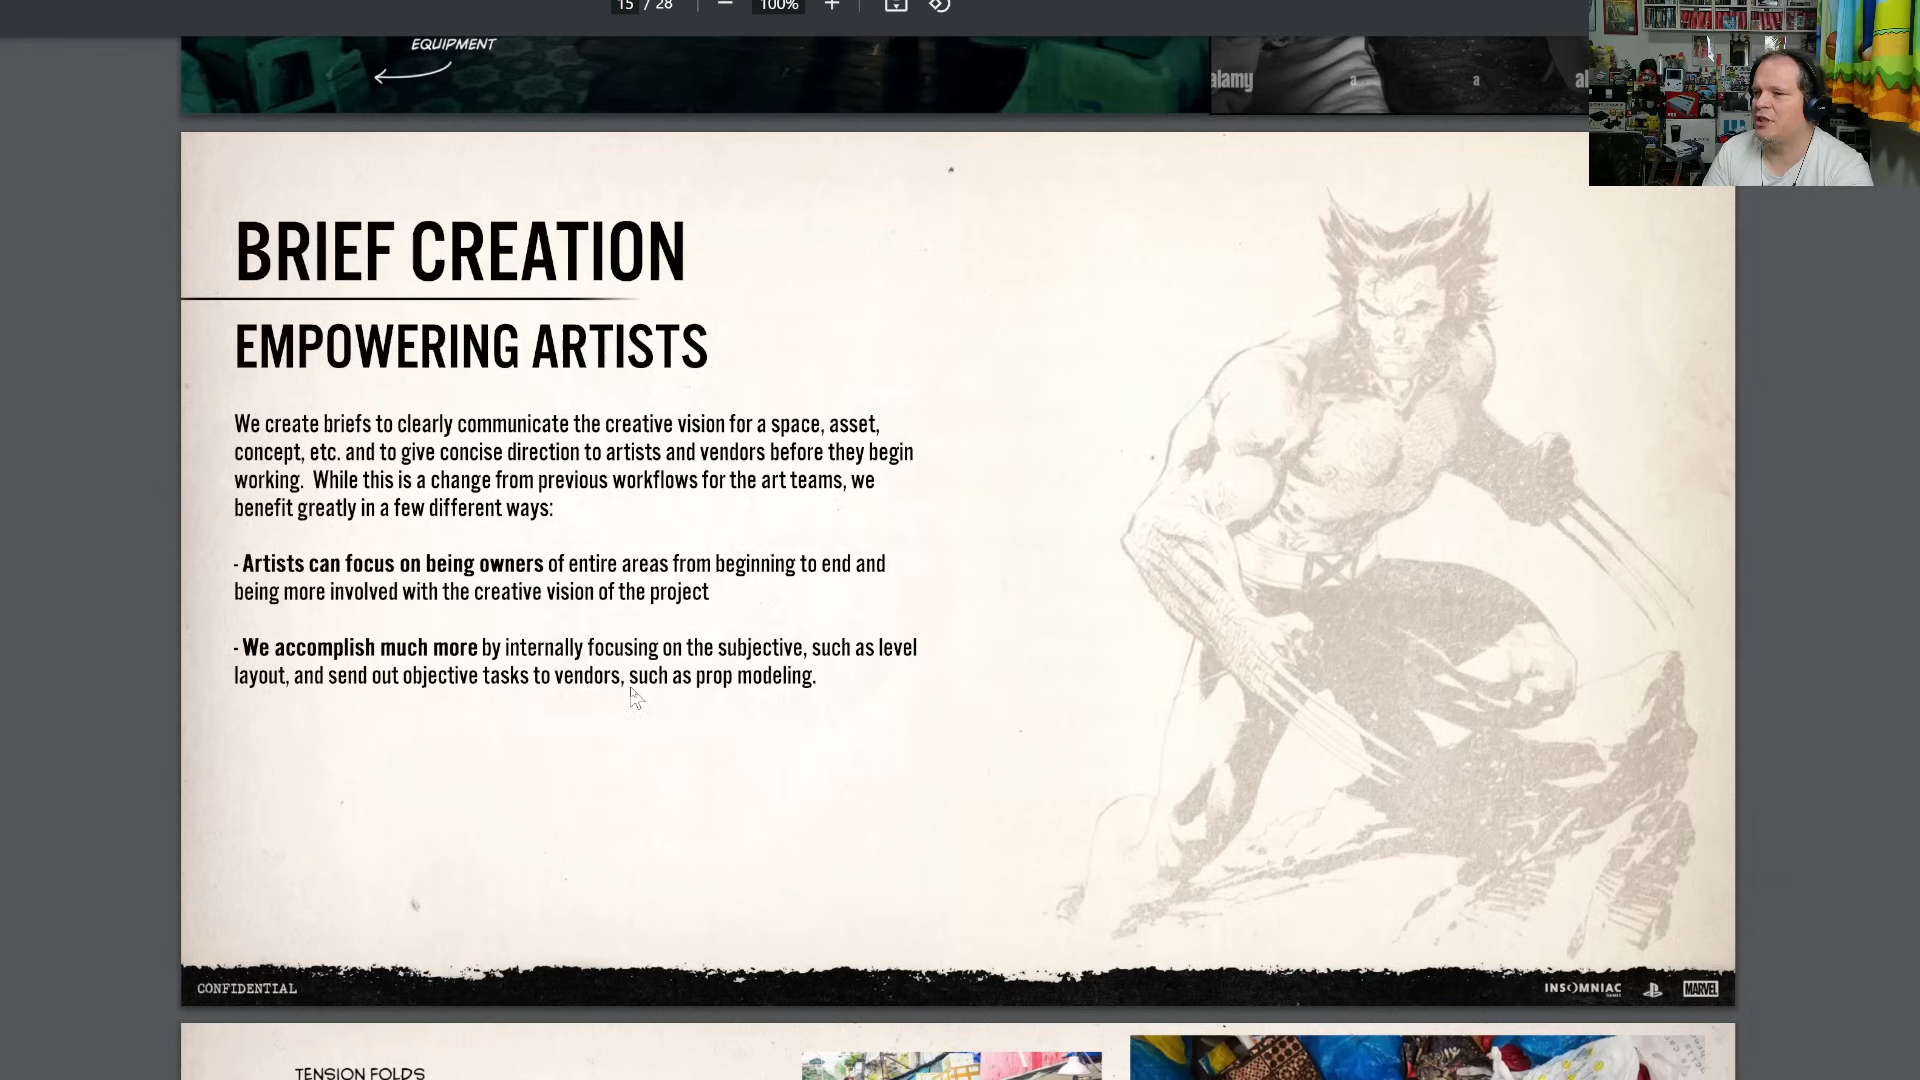 15 / 28
100%
EQUIPMENT
alamy
a
a
al
BRIEF CREATION
EMPOWERING ARTISTS
We create briefs to clearly communicate the creative vision for a space, asset,
concept, etc. and to give concise direction to artists and vendors before they begin
working.  While this is a change from previous workflows for the art teams, we
benefit greatly in a few different ways:
- Artists can focus on being owners of entire areas from beginning to end and
being more involved with the creative vision of the project
- We accomplish much more by internally focusing on the subjective, such as level
layout, and send out objective tasks to vendors, such as prop modeling.
CONFIDENTIAL
INSOMNIAC
GAMES
MARVEL
TENSION FOLDS